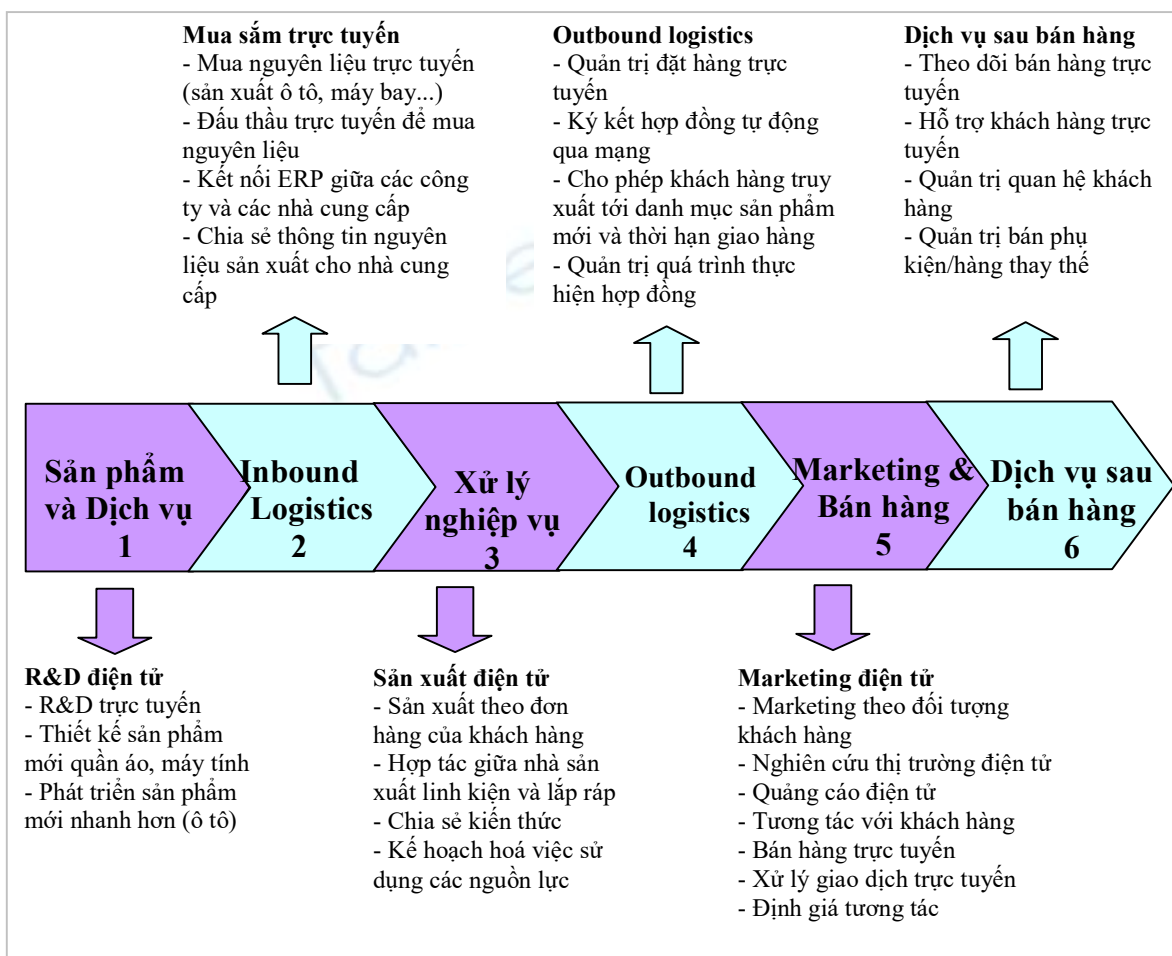 Mua sắm trực tuyến
- Mua nguyên liệu trực tuyến
(sản xuất ô tô, máy bay...)
- Đấu thầu trực tuyến để mua
nguyên liệu
- Kết nối ERP giữa các công
ty và các nhà cung cấp
- Chia sẻ thông tin nguyên
liệu sản xuất cho nhà cung
cấp
Outbound logistics
- Quản trị đặt hàng trực
tuyến
- Ký kết hợp đồng tự động
qua mạng
- Cho phép khách hàng truy
xuất tới danh mục sản phẩm
mới và thời hạn giao hàng
- Quản trị quá trình thực
hiện hợp đồng
Dịch vụ sau bán hàng
- Theo dõi bán hàng trực
tuyến
- Hỗ trợ khách hàng trực
tuyến
- Quản trị quan hệ khách
hàng
- Quản trị bán phụ
kiện/hàng thay thế
Sản phẩm
và Dịch vụ
1
Inbound
Logistics
2
Xử lý
nghiệp vụ
3
Outbound
logistics
4
Marketing &
Bán hàng
5
Dịch vụ sau
bán hàng
6
R&D điện tử
- R&D trực tuyến
- Thiết kế sản phẩm
mới quần áo, máy tính
- Phát triển sản phẩm
mới nhanh hơn (ô tô)
Sản xuất điện tử
- Sản xuất theo đơn
hàng của khách hàng
- Hợp tác giữa nhà sản
xuất linh kiện và lắp ráp
- Chia sẻ kiến thức
- Kế hoạch hoá việc sử
dụng các nguồn lực
Marketing điện tử
- Marketing theo đối tượng
khách hàng
- Nghiên cứu thị trường điện tử
- Quảng cáo điện tử
- Tương tác với khách hàng
- Bán hàng trực tuyến
- Xử lý giao dịch trực tuyến
- Định giá tương tác